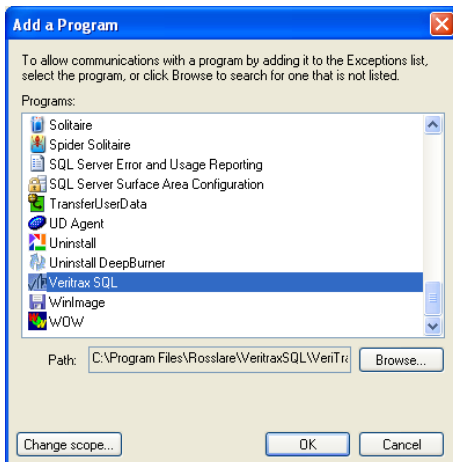 Add a Program
To allow communications with a program by adding it to the Exceptions list,
select the program, or click Browse to search for one that is not listed.
Programs:
Solitaire
Spider Solitaire
SQL Server Error and Usage Reporting
SQL Server Surface Area Configuration
TransferUserData
UD Agent
Uninstall
Uninstall DeepBurner
Veritrax SQL
WinImage
WOW
Path: C:\Program Files\Rosslare\VeritraxSQL\VeriTra Browse...
Change scope... OK Cancel